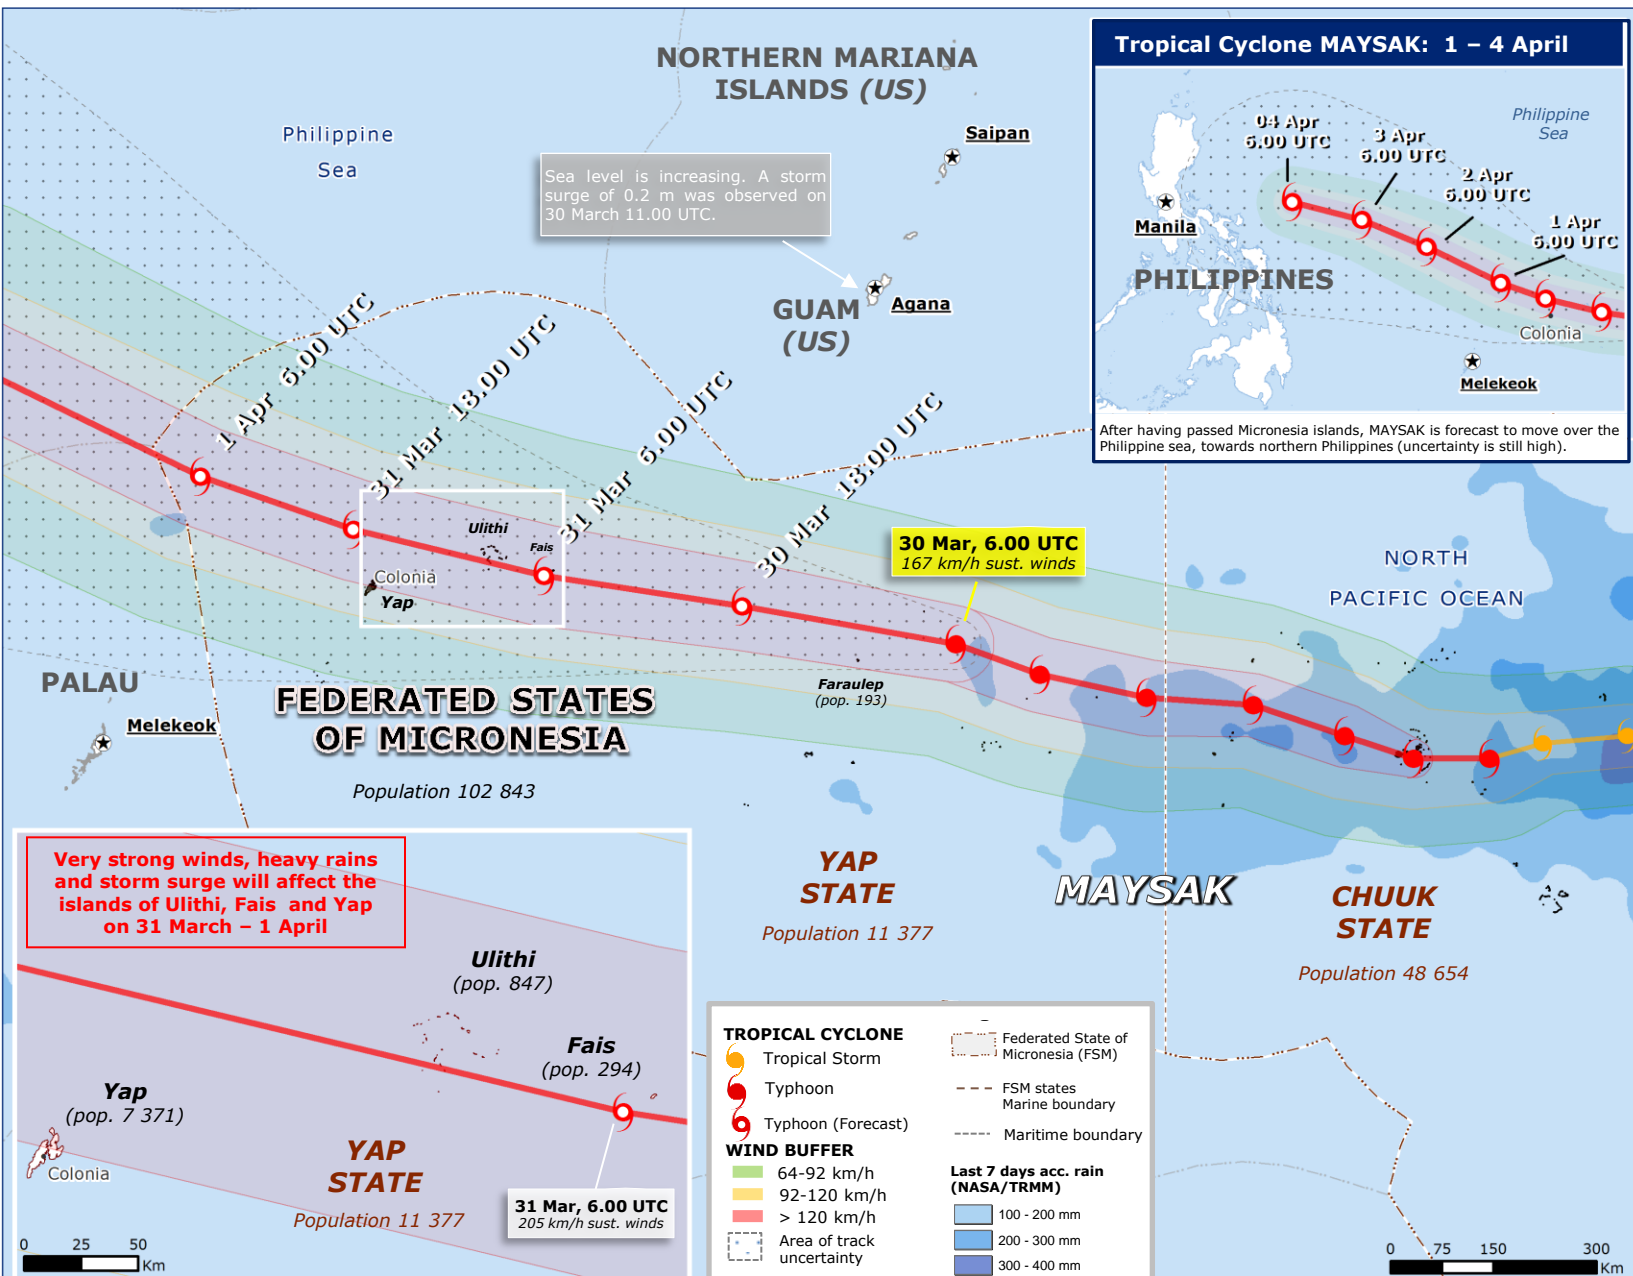 NORTHERN MARIANA
ISLANDS (US)
Saipan
Philippine
Sea
Sea level is increasing. A storm
surge of 0.2 m was observed on
30 March 11.00 UTC.
GUAM
(US)
Agana
Tropical Cyclone MAYSAK: 1 – 4 April
Philippine
Sea
04 Apr
6.00 UTC
3 Apr
6.00 UTC
2 Apr
6.00 UTC
1 Apr
6.00 UTC
Manila
PHILIPPINES
Colonia
Melekeok
After having passed Micronesia islands, MAYSAK is forecast to move over the
Philippine sea, towards northern Philippines (uncertainty is still high).
1 Apr 6.00 UTC
31 Mar 18.00 UTC
31 Mar 6.00 UTC
30 Mar 18.00 UTC
30 Mar, 6.00 UTC
167 km/h sust. winds
Ulithi
Fais
Colonia
Yap
NORTH
PACIFIC OCEAN
PALAU
Melekeok
Faraulep
(pop. 193)
FEDERATED STATES
OF MICRONESIA
Population 102 843
YAP
STATE
Population 11 377
MAYSAK
CHUUK
STATE
Population 48 654
Very strong winds, heavy rains
and storm surge will affect the
islands of Ulithi, Fais and Yap
on 31 March – 1 April
Ulithi
(pop. 847)
Fais
(pop. 294)
Yap
(pop. 7 371)
Colonia
YAP
STATE
Population 11 377
31 Mar, 6.00 UTC
205 km/h sust. winds
0 25 50
Km
TROPICAL CYCLONE
Tropical Storm
Typhoon
Typhoon (Forecast)
WIND BUFFER
64-92 km/h
92-120 km/h
> 120 km/h
Area of track
uncertainty
Federated State of
Micronesia (FSM)
FSM states
Marine boundary
Maritime boundary
Last 7 days acc. rain
(NASA/TRMM)
100 - 200 mm
200 - 300 mm
300 - 400 mm
0 75 150 300
Km